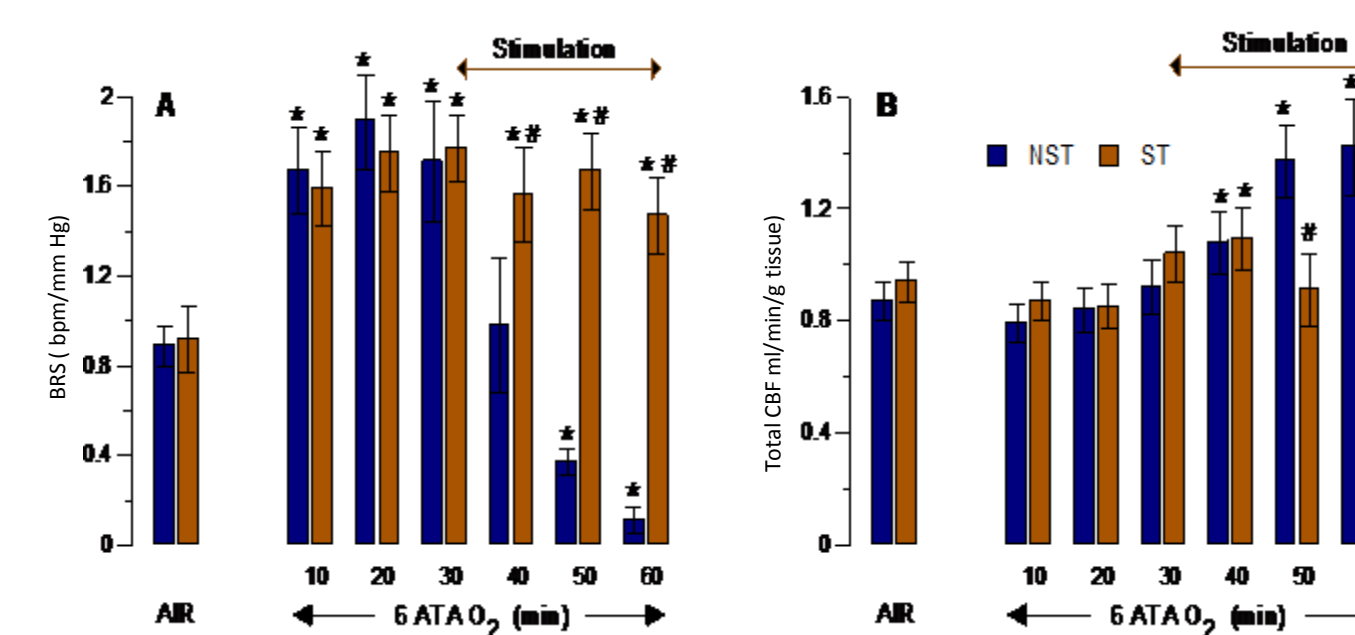 Stimulation
A
* * * * * * *# *# *#
* *
2
1.6
1.2
0.8
0.4
0
BRS ( bpm/mm Hg)
10 20 30 40 50 60
AIR
6 ATA O2 (min)
Stimulation
B
NST ST
* * * # *
1.6
1.2
0.8
0.4
0
Total CBF ml/min/g tissue)
10 20 30 40 50
AIR
6 ATA O2 (min)